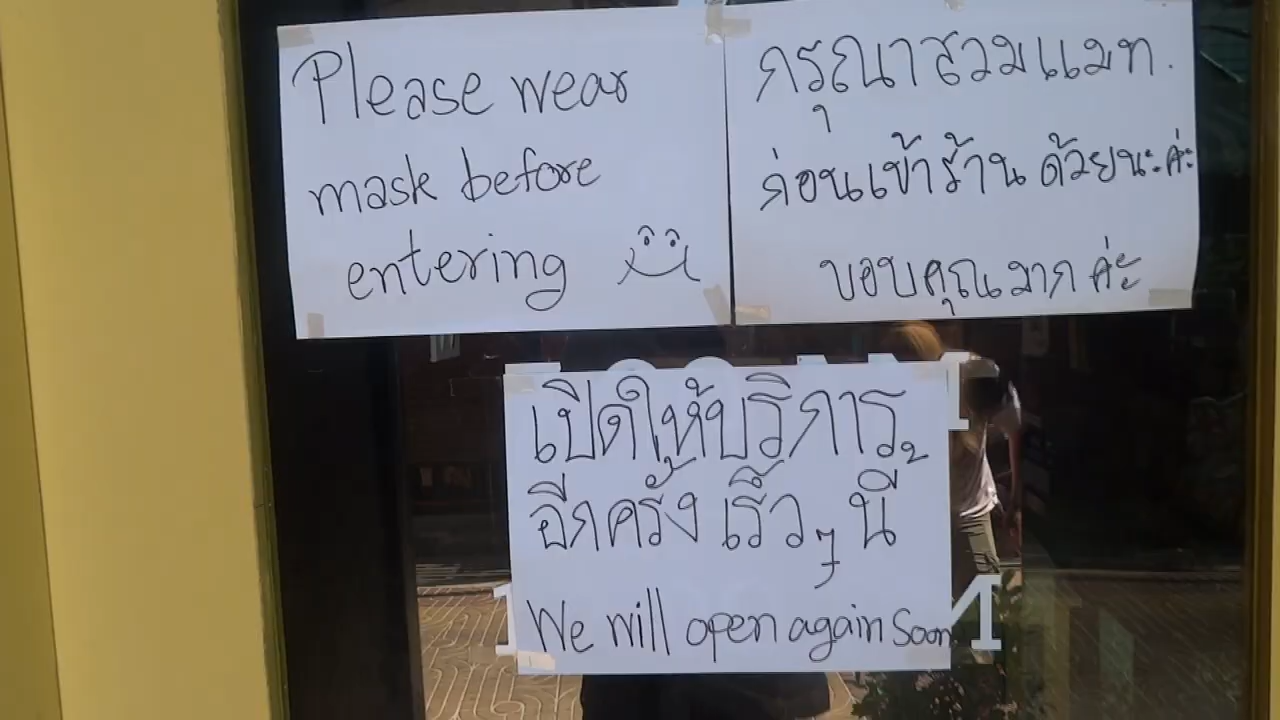 Please wear
mask before
entering
กรุณาสวมแมท.
ก่อนเข้าร้าน ด้วยนะค่ะ
ขอบคุณมาก ค่ะ
เปิดให้บริการ
อีกครั้ง เร็วๆ นี้
We will open again Soon